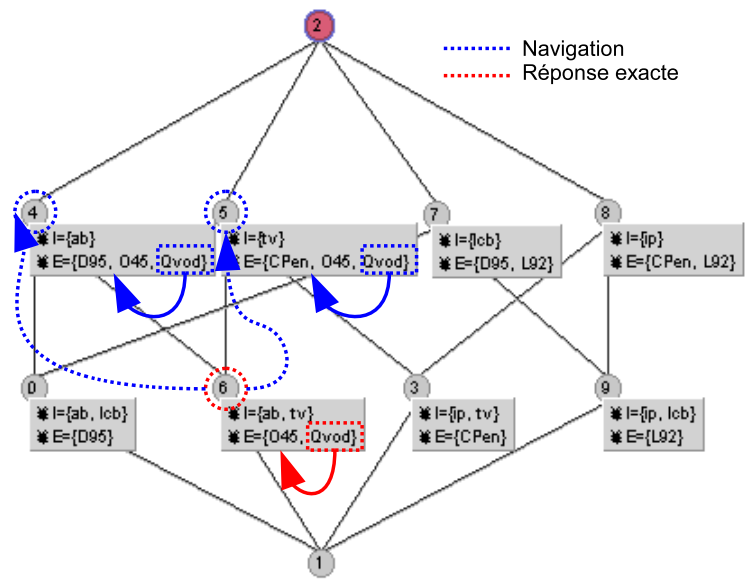 2
Navigation
Réponse exacte
4
5
7
8
I={ab}
E={D95, O45, Qvod}
I={tv}
E={CPen, O45, Qvod}
I={lcb}
E={D95, L92}
I={ip}
E={CPen, L92}
0
6
3
9
I={ab, lcb}
E={D95}
I={ab, tv}
E={O45, Qvod}
I={ip, tv}
E={CPen}
I={ip, lcb}
E={L92}
1